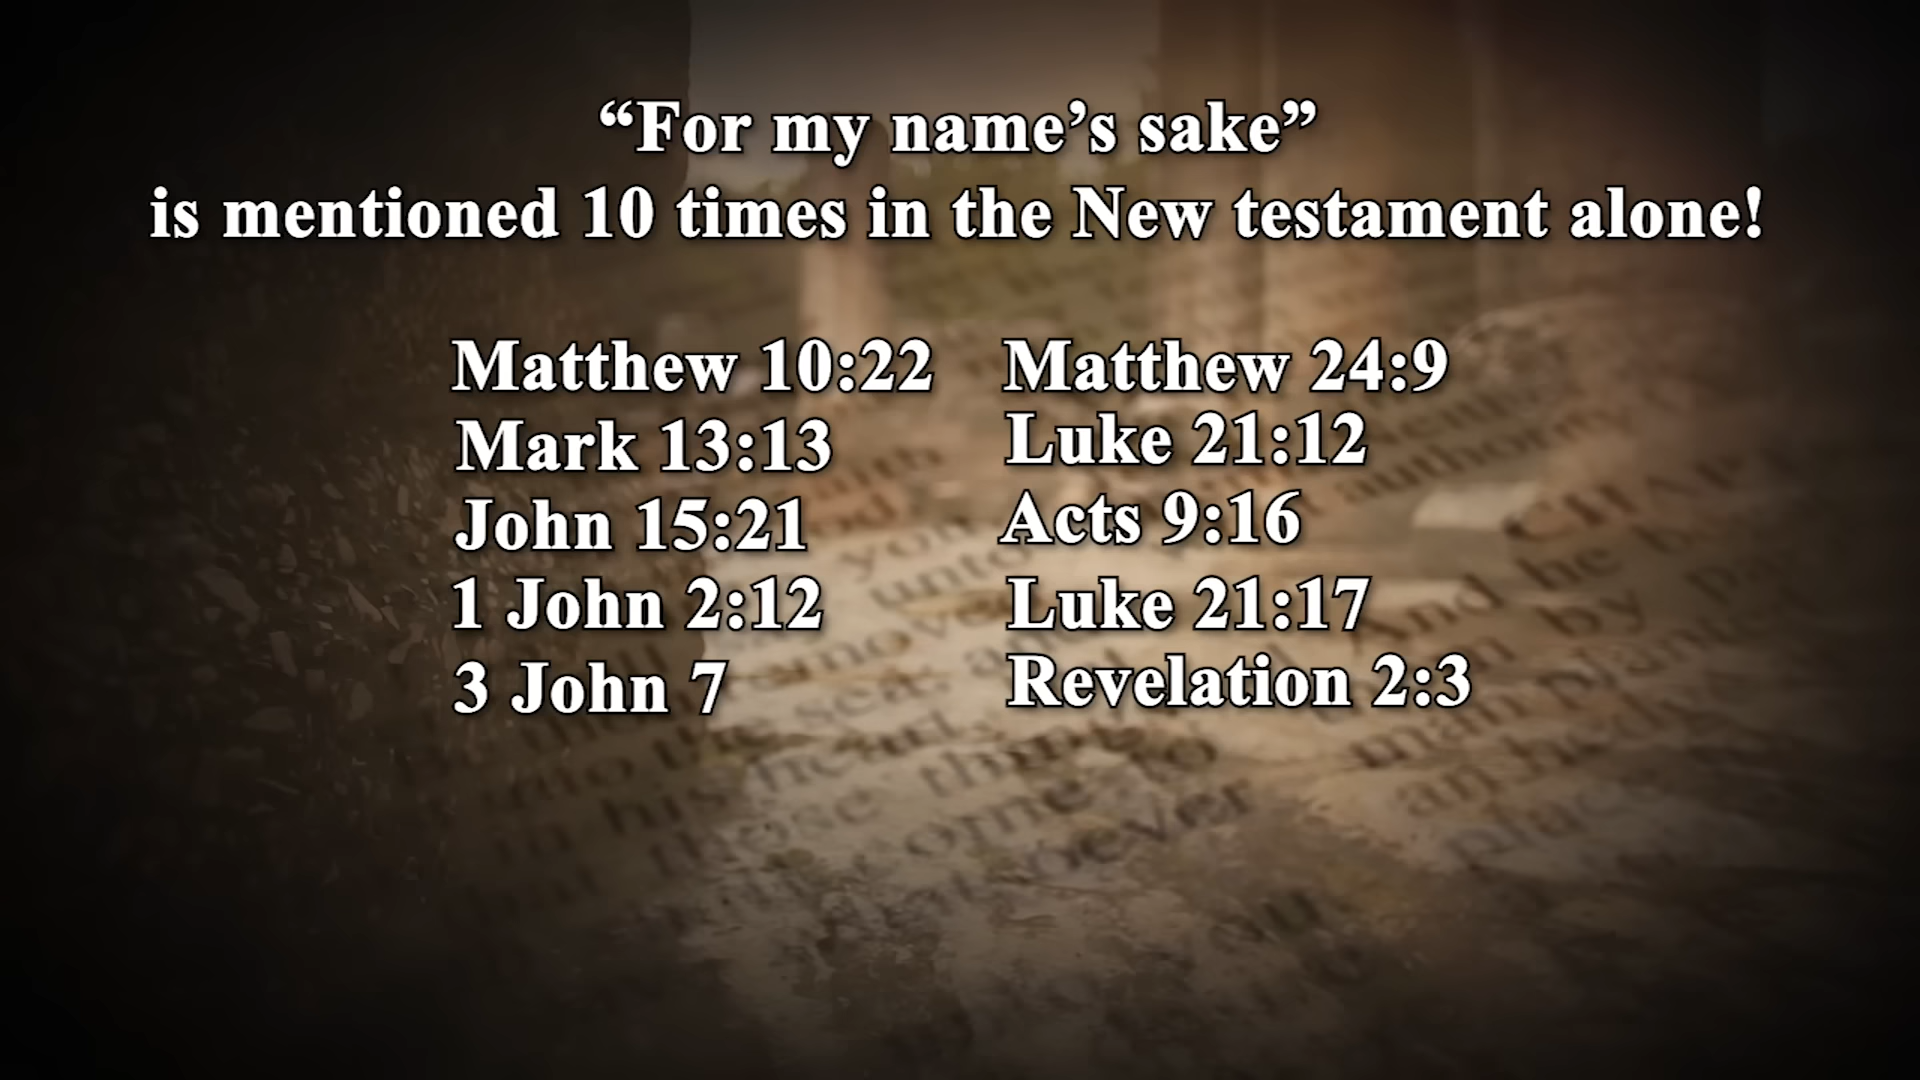 “For my name’s sake”
is mentioned 10 times in the New testament alone!
Matthew 10:22
Mark 13:13
John 15:21
1 John 2:12
3 John 7
Matthew 24:9
Luke 21:12
Acts 9:16
Luke 21:17
Revelation 2:3